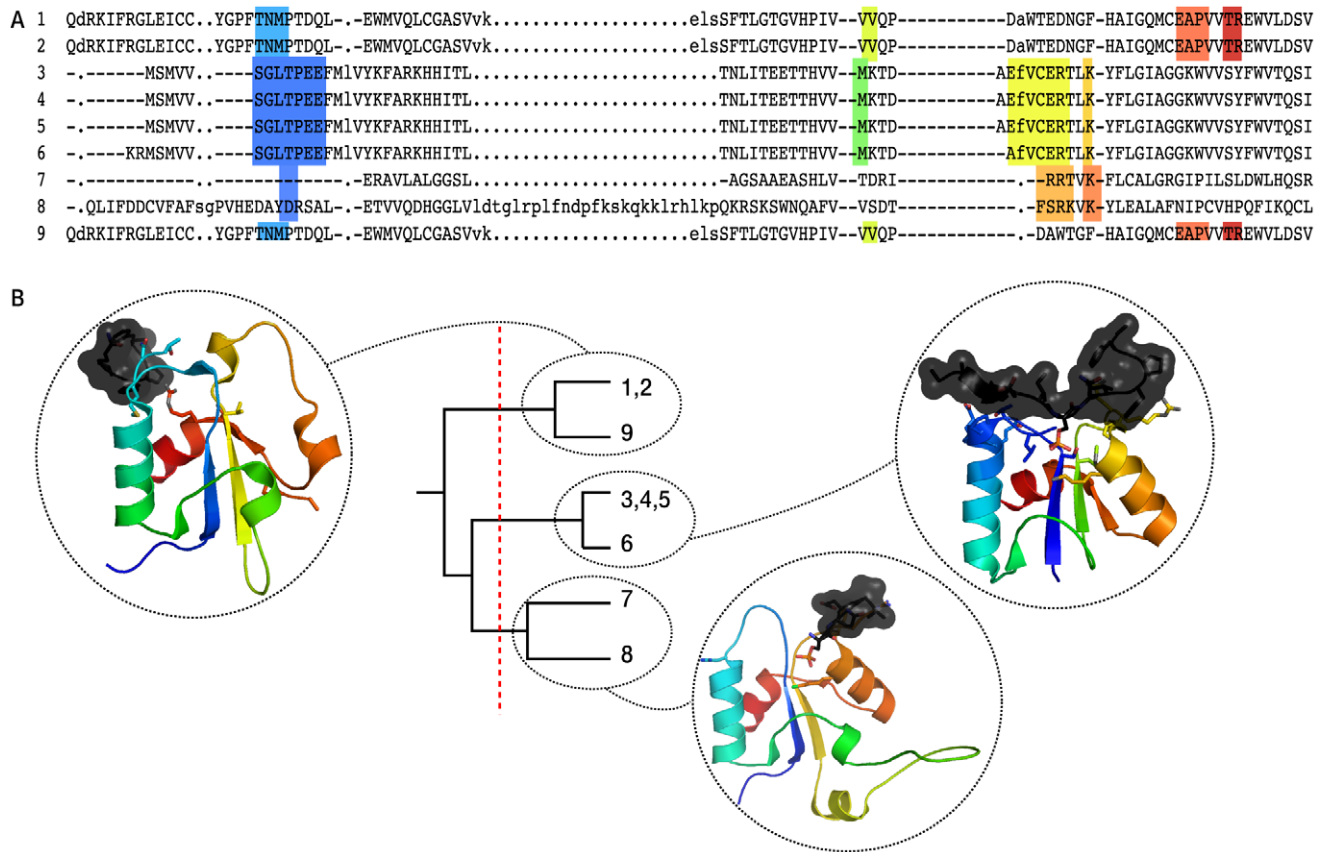 A
1 QdRKIFRGLEICC..YGPFTNMPTDQL-.-EWMVQLCGASVvk......................elsSFTLGTGVHPIV--VVQP-----------DaWTEDNGF-HAIGQMCEAPVVTREWVLDSV
2 QdRKIFRGLEICC..YGPFTNMPTDQL-.-EWMVQLCGASVvk......................elsSFTLGTGVHPIV--VVQP-----------DaWTEDNGF-HAIGQMCEAPVVTREWVLDSV
3 -.------MSMVV..----SGLTPEEFMlVYKFARKHHITL.........................TNLITEETTHVV--MKTD----------AEfVCERTLK-YFLGIAGGKWVVSYFWVTQSI
4 -.------MSMVV..----SGLTPEEFMlVYKFARKHHITL.........................TNLITEETTHVV--MKTD----------AEfVCERTLK-YFLGIAGGKWVVSYFWVTQSI
5 -.------MSMVV..----SGLTPEEFMlVYKFARKHHITL.........................TNLITEETTHVV--MKTD----------AEfVCERTLK-YFLGIAGGKWVVSYFWVTQSI
6 -.----KRMSMVV..----SGLTPEEFMlVYKFARKHHITL.........................TNLITEETTHVV--MKTD----------AfVCERTLK-YFLGIAGGKWVVSYFWVTQSI
7 -.-----------..-------------.-ERAVLALGGSL.........................-AGSAAEASHLV--TDRI------------.-RRTVK-FLCALGRGIPILSLDWLHQSR
8 -.QLIFDDCVFAFsgPVHEDAYDRSAL-.-ETVVQDHGGLVldtglrplfndpfkskqkklrhlkpQKRSKSWNQAFV--VSDT------------.FSRKVK-YLEALAFNIPCVHPQFIKQCL
9 QdRKIFRGLEICC..YGPFTNMPTDQL-.-EWMVQLCGASVvk......................elsSFTLGTGVHPIV--VVQP-----------.-DAWTGF-HAIGQMCEAPVVTREWVLDSV
B
1,2
9
3,4,5
6
7
8